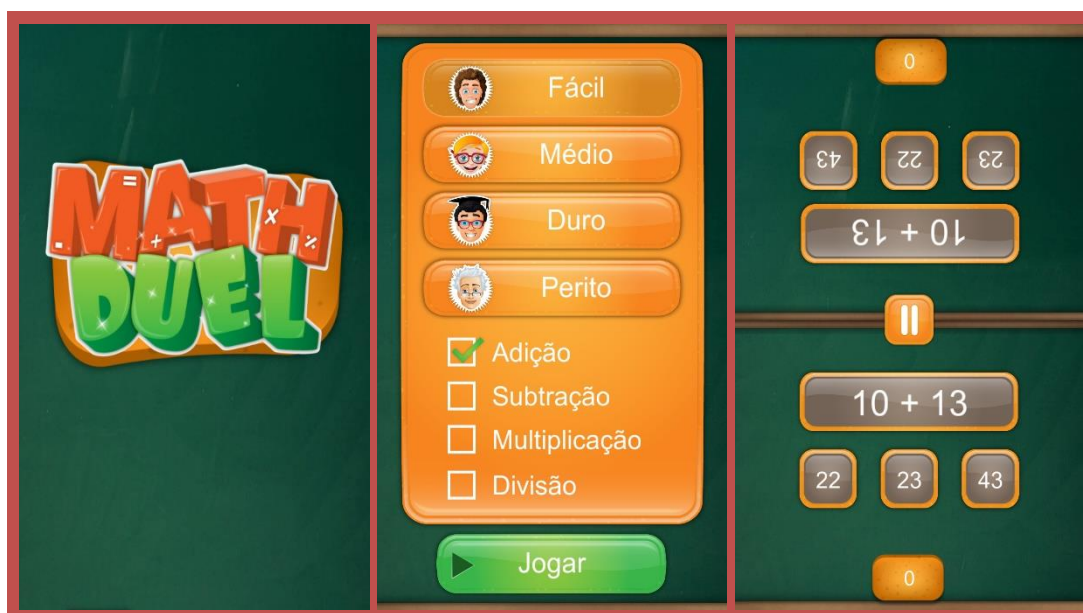 MATH
DUEL
Fácil
Médio
Duro
Perito
Adição
Subtração
Multiplicação
Divisão
Jogar
0
43 22 23
10 + 13
10 + 13
22 23 43
0